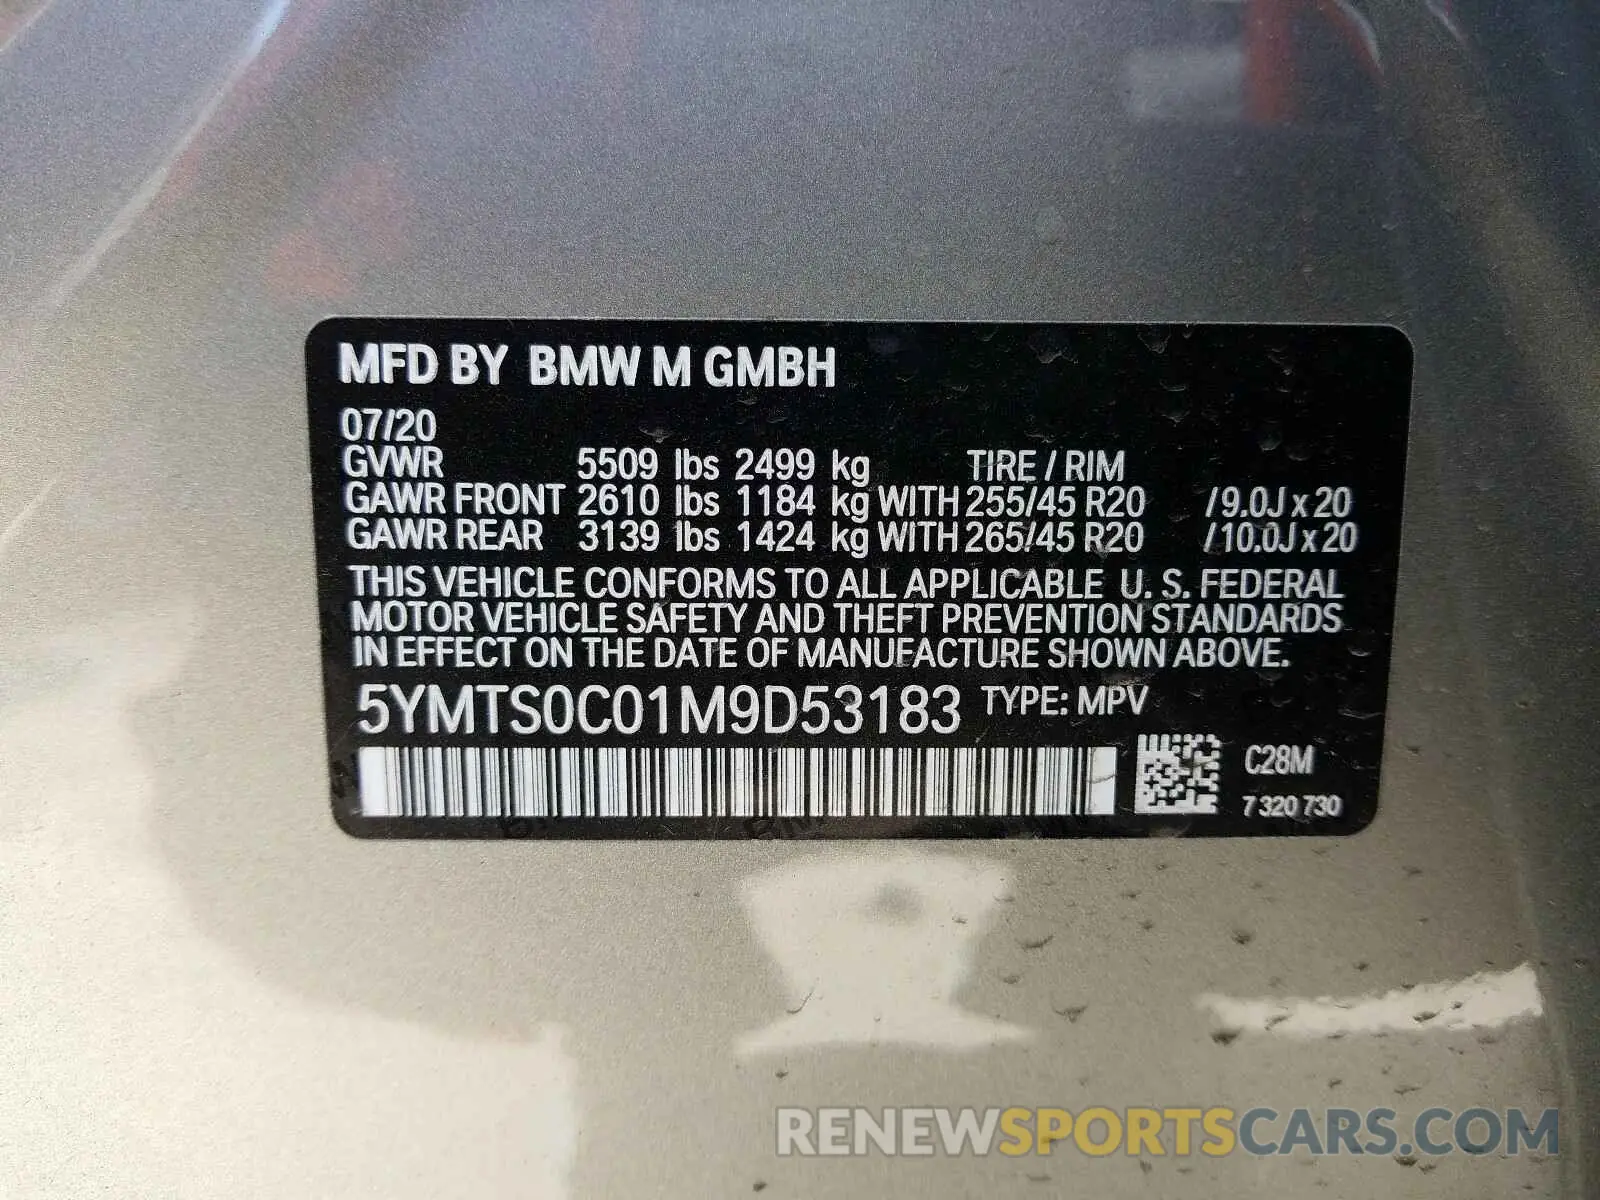 MFD BY BMW M GMBH
07/20
GVWR 5509 lbs 2499 kg TIRE / RIM
GAWR FRONT 2610 lbs 1184 kg WITH 255/45 R20 /9.0J x 20
GAWR REAR 3139 lbs 1424 kg WITH 265/45 R20 /10.0J x 20
THIS VEHICLE CONFORMS TO ALL APPLICABLE U. S. FEDERAL
MOTOR VEHICLE SAFETY AND THEFT PREVENTION STANDARDS
IN EFFECT ON THE DATE OF MANUFACTURE SHOWN ABOVE.
5YMTS0C01M9D53183 TYPE: MPV
C28M
7 320 730
RENEWSPORTSCARS.COM